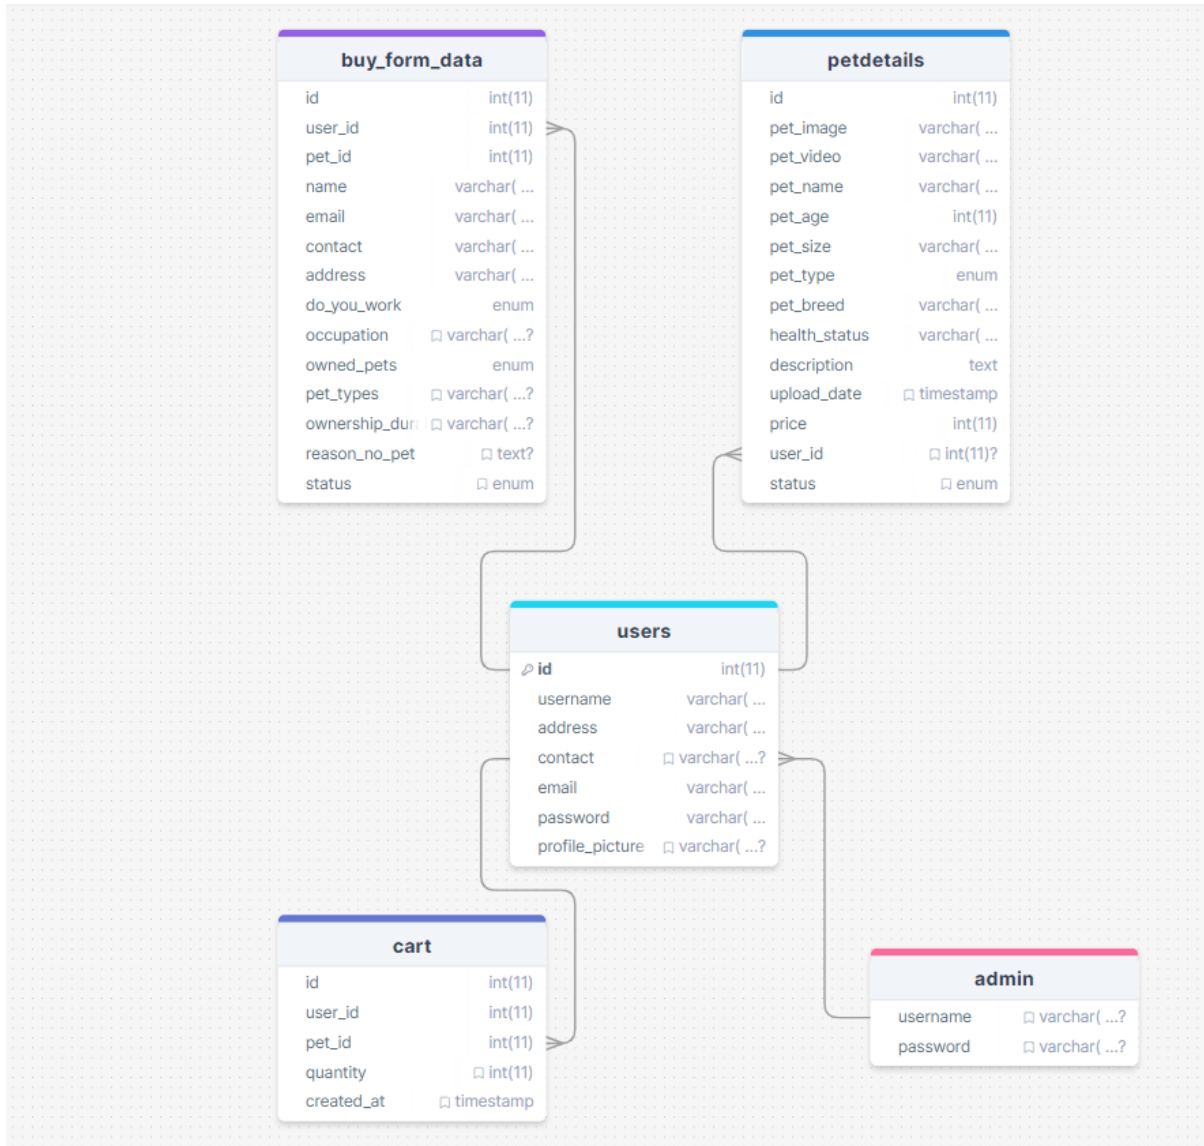 buy_form_data
id int(11)
user_id int(11)
pet_id int(11)
name varchar( ...
email varchar( ...
contact varchar( ...
address varchar( ...
do_you_work enum
occupation varchar( ...?
owned_pets enum
pet_types varchar( ...?
ownership_dur varchar( ...?
reason_no_pet text?
status enum
petdetails
id int(11)
pet_image varchar( ...
pet_video varchar( ...
pet_name varchar( ...
pet_age int(11)
pet_size varchar( ...
pet_type enum
pet_breed varchar( ...
health_status varchar( ...
description text
upload_date timestamp
price int(11)
user_id int(11)?
status enum
users
id int(11)
username varchar( ...
address varchar( ...
contact varchar( ...?
email varchar( ...
password varchar( ...
profile_picture varchar( ...?
cart
id int(11)
user_id int(11)
pet_id int(11)
quantity int(11)
created_at timestamp
admin
username varchar( ...?
password varchar( ...?